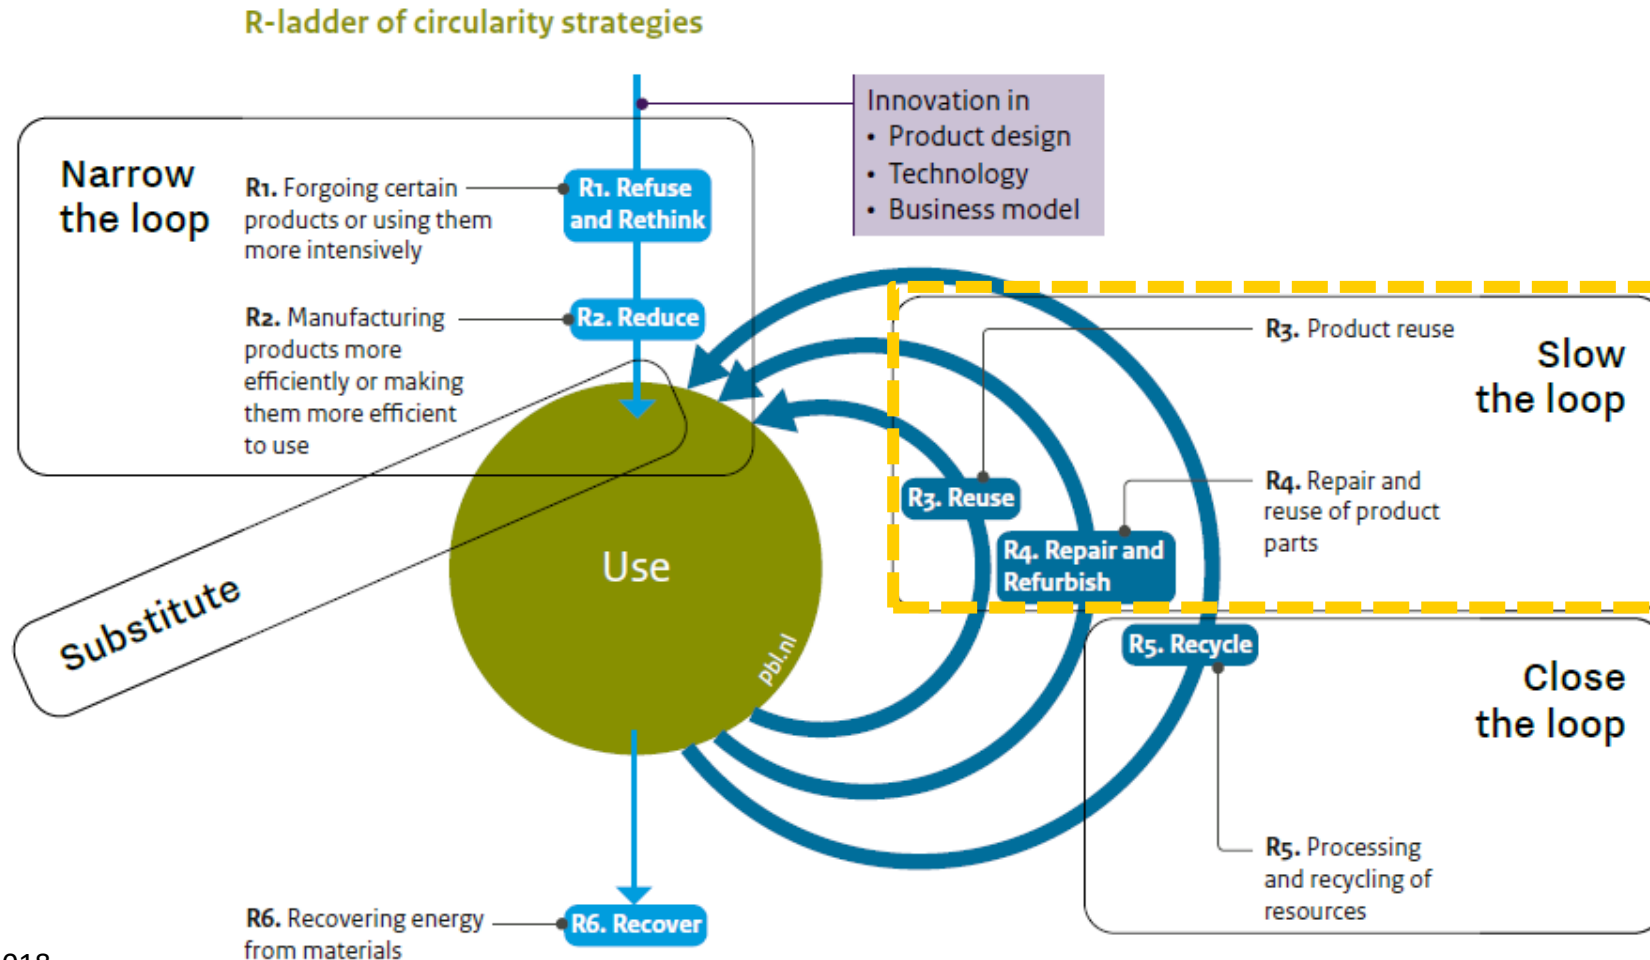 R-ladder of circularity strategies
Innovation in
• Product design
• Technology
• Business model
Narrow
the loop
R1. Forgoing certain
products or using them
more intensively
R1. Refuse
and Rethink
R2. Manufacturing
products more
efficiently or making
them more efficient
to use
R2. Reduce
R3. Product reuse
Slow
the loop
R3. Reuse
R4. Repair and
reuse of product
parts
R4. Repair and
Refurbish
Use
Substitute
pbl.nl
R5. Recycle
Close
the loop
R5. Processing
and recycling of
resources
R6. Recovering energy
from materials
R6. Recover